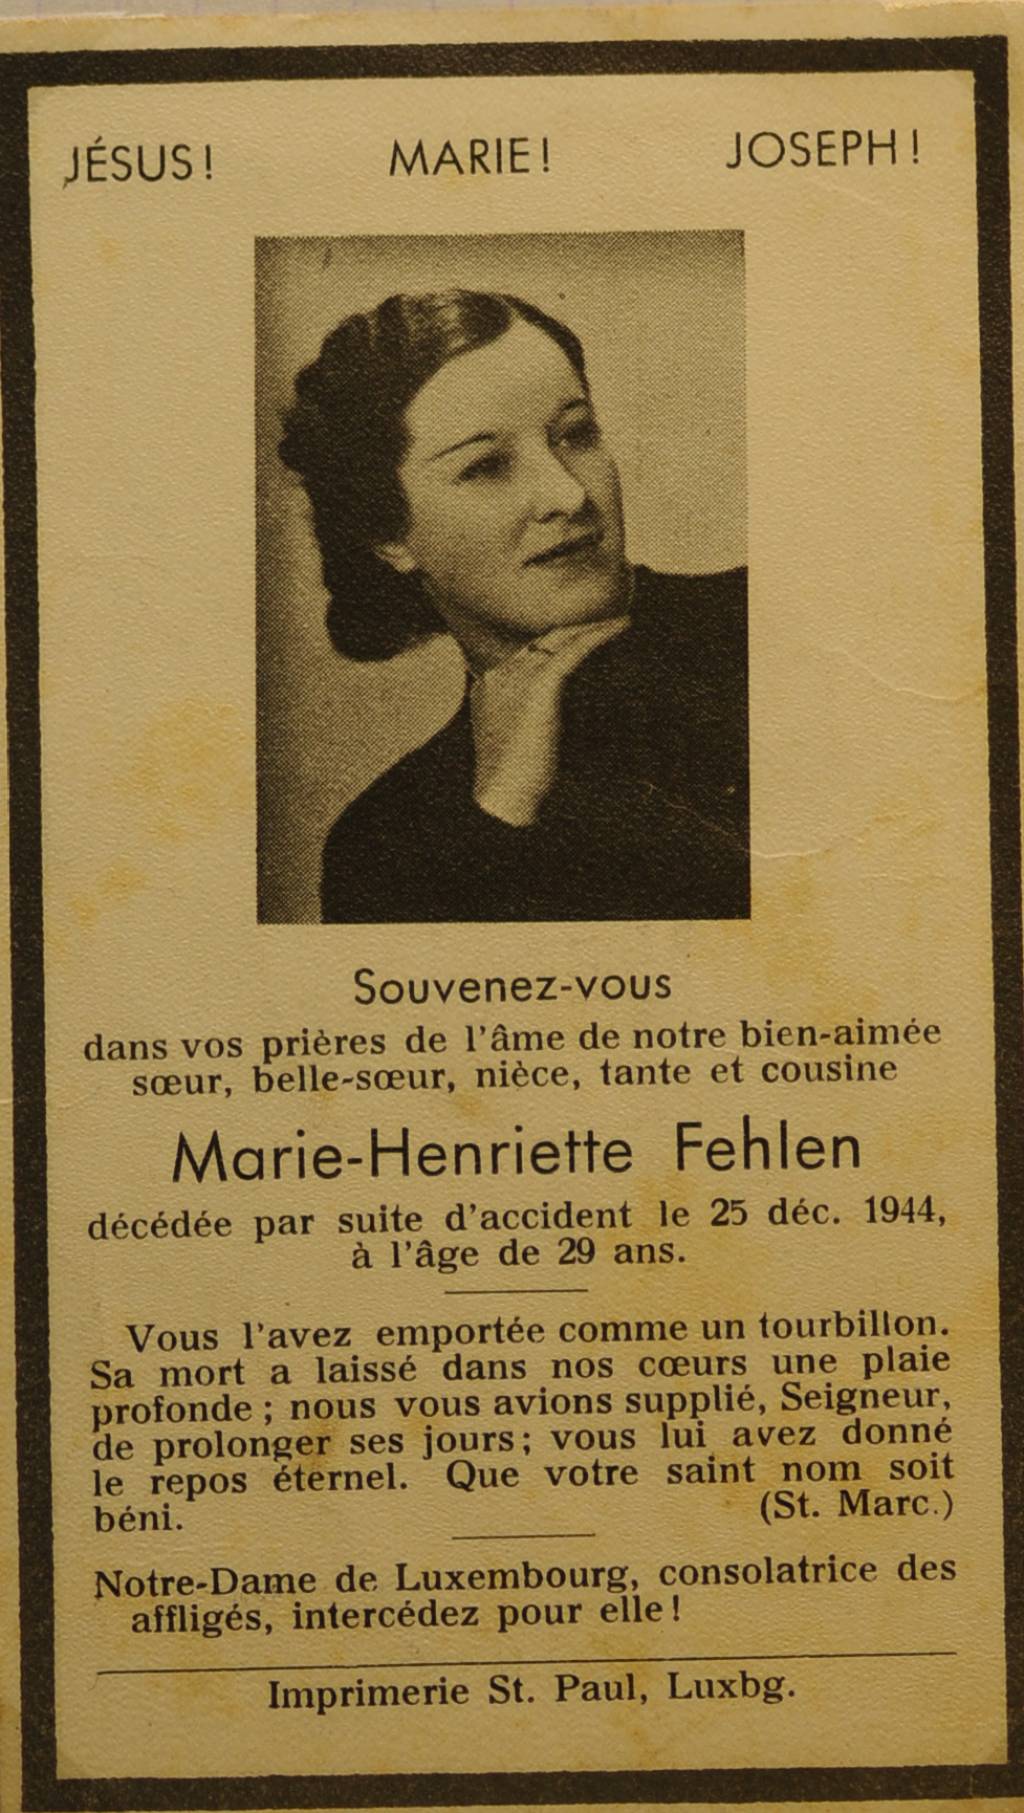 JÉSUS! MARIE! JOSEPH!
Souvenez-vous
dans vos prières de l'âme de notre bien-aimée
sœur, belle-sœur, nièce, tante et cousine
Marie-Henriette Fehlen
décédée par suite d'accident le 25 déc. 1944,
à l'âge de 29 ans.
Vous l'avez emportée comme un tourbillon.
Sa mort a laissé dans nos cœurs une plaie
profonde; nous vous avions supplié, Seigneur,
de prolonger ses jours; vous lui avez donné
le repos éternel. Que votre saint nom soit
béni. (St. Marc.)
Notre-Dame de Luxembourg, consolatrice des
affligés, intercédez pour elle!
Imprimerie St. Paul, Luxbg.